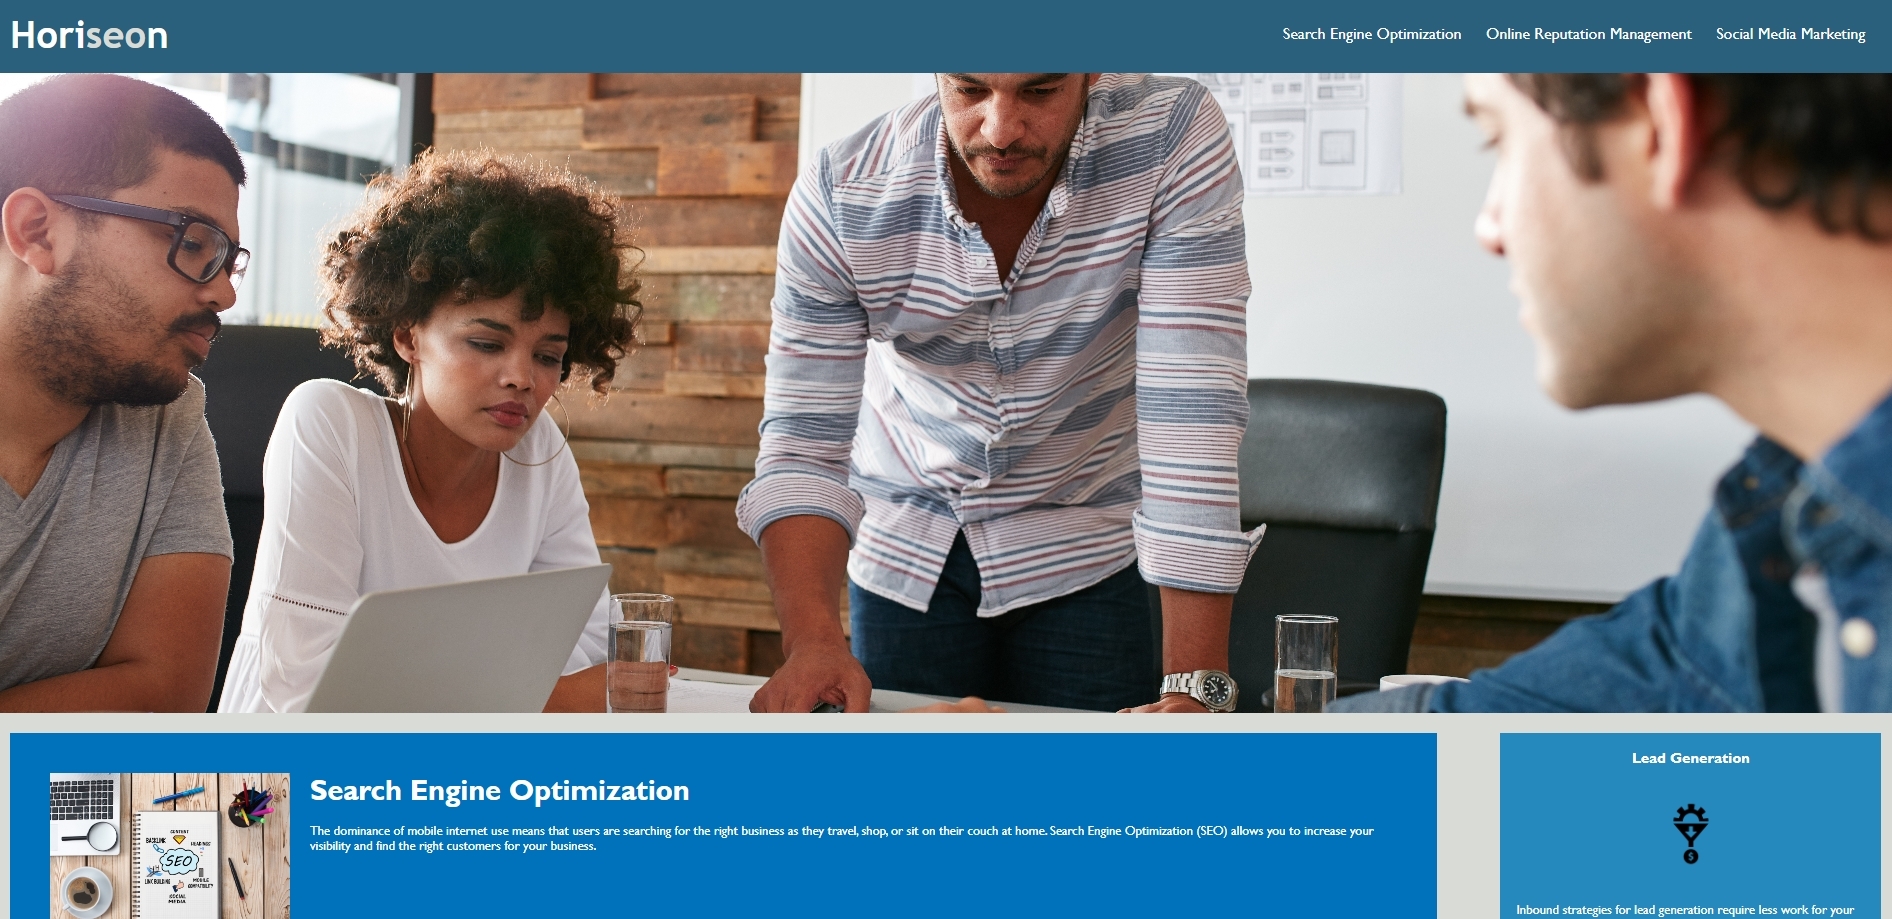 Horiseon
Search Engine Optimization
Online Reputation Management
Social Media Marketing
Search Engine Optimization
The dominance of mobile internet use means that users are searching for the right business as they travel, shop, or sit on their couch at home. Search Engine Optimization (SEO) allows you to increase your
visibility and find the right customers for your business.
CONTENT
BACKLINK
HEADINGS
SEO
LINK BUILDING
MOBILE
COMPATIBILITY
SOCIAL
MEDIA
Lead Generation
$
Inbound strategies for lead generation require less work for your